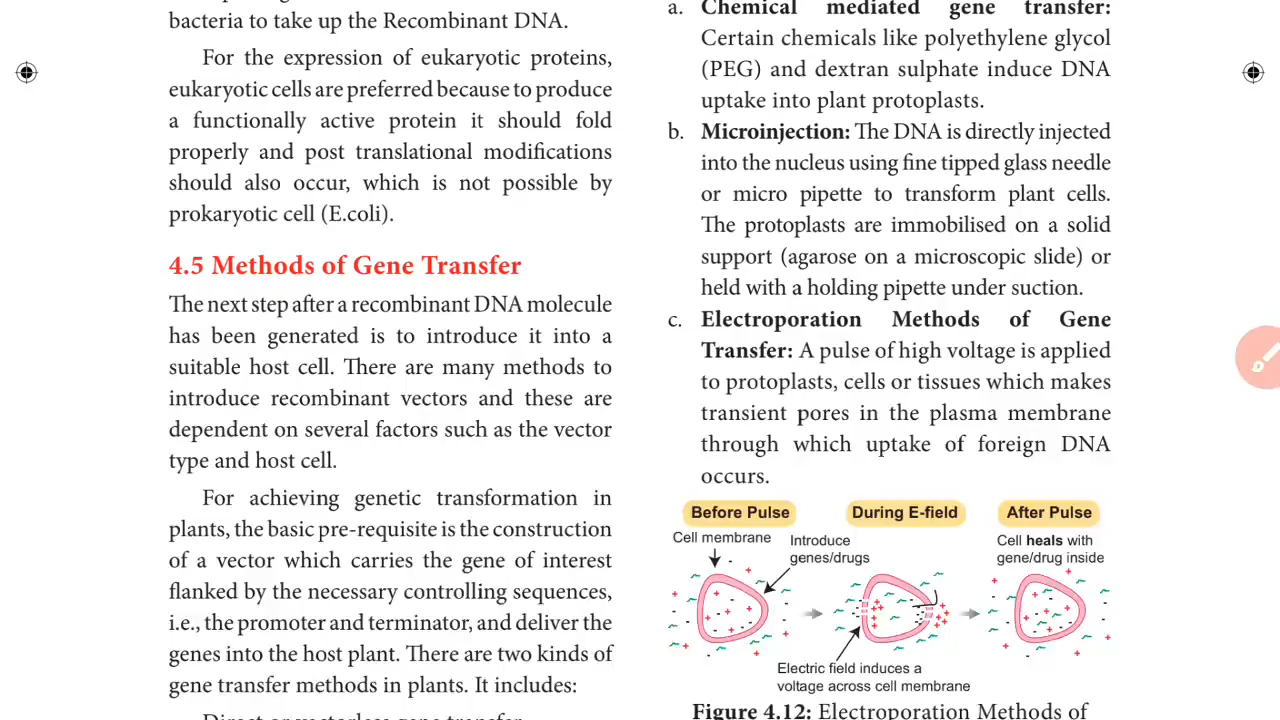 bacteria to take up the Recombinant DNA.
For the expression of eukaryotic proteins,
eukaryotic cells are preferred because to produce
a functionally active protein it should fold
properly and post translational modifications
should also occur, which is not possible by
prokaryotic cell (E.coli).
4.5 Methods of Gene Transfer
The next step after a recombinant DNA molecule
has been generated is to introduce it into a
suitable host cell. There are many methods to
introduce recombinant vectors and these are
dependent on several factors such as the vector
type and host cell.
For achieving genetic transformation in
plants, the basic pre-requisite is the construction
of a vector which carries the gene of interest
flanked by the necessary controlling sequences,
i.e., the promoter and terminator, and deliver the
genes into the host plant. There are two kinds of
gene transfer methods in plants. It includes:
Direct or vectorless gene transfer
a. Chemical mediated gene transfer:
Certain chemicals like polyethylene glycol
(PEG) and dextran sulphate induce DNA
uptake into plant protoplasts.
b. Microinjection: The DNA is directly injected
into the nucleus using fine tipped glass needle
or micro pipette to transform plant cells.
The protoplasts are immobilised on a solid
support (agarose on a microscopic slide) or
held with a holding pipette under suction.
c. Electroporation Methods of Gene
Transfer: A pulse of high voltage is applied
to protoplasts, cells or tissues which makes
transient pores in the plasma membrane
through which uptake of foreign DNA
occurs.
Before Pulse
During E-field
After Pulse
Cell membrane
Introduce
genes/drugs
Cell heals with
gene/drug inside
Electric field induces a
voltage across cell membrane
Figure 4.12: Electroporation Methods of